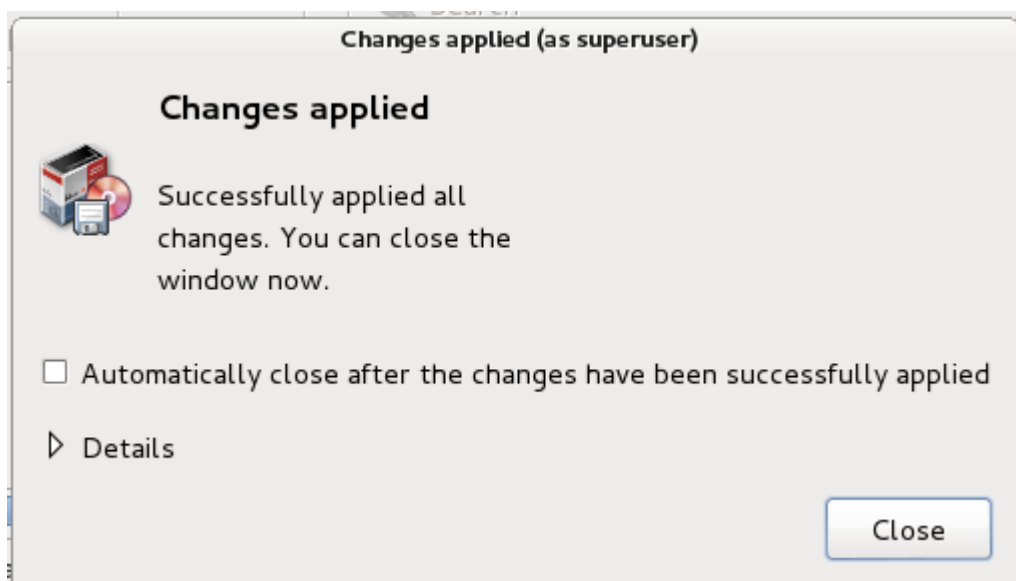 Search
Changes applied (as superuser)
Changes applied
Successfully applied all
changes. You can close the
window now.
Automatically close after the changes have been successfully applied
Details
Close